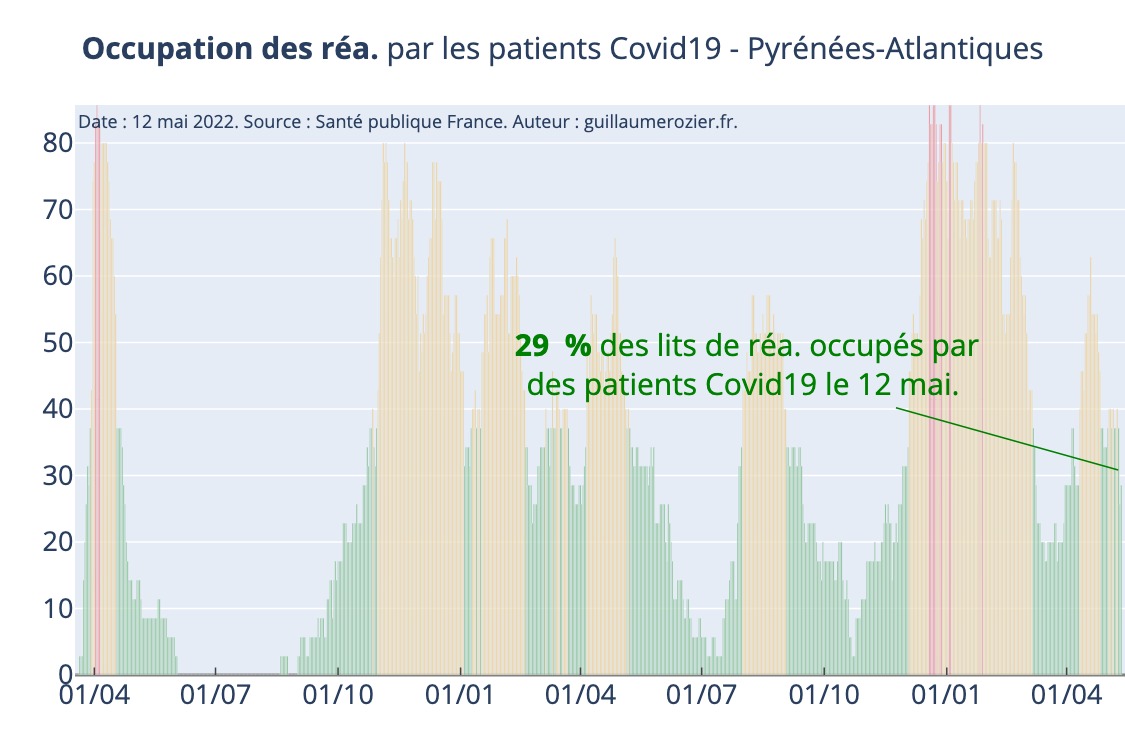 Occupation des réa. par les patients Covid19 - Pyrénées-Atlantiques
Date : 12 mai 2022. Source : Santé publique France. Auteur : guillaumerozier.fr.
80
70
60
50
40
30
20
10
0
29 % des lits de réa. occupés par
des patients Covid19 le 12 mai.
01/04 01/07 01/10 01/01 01/04 01/07 01/10 01/01 01/04